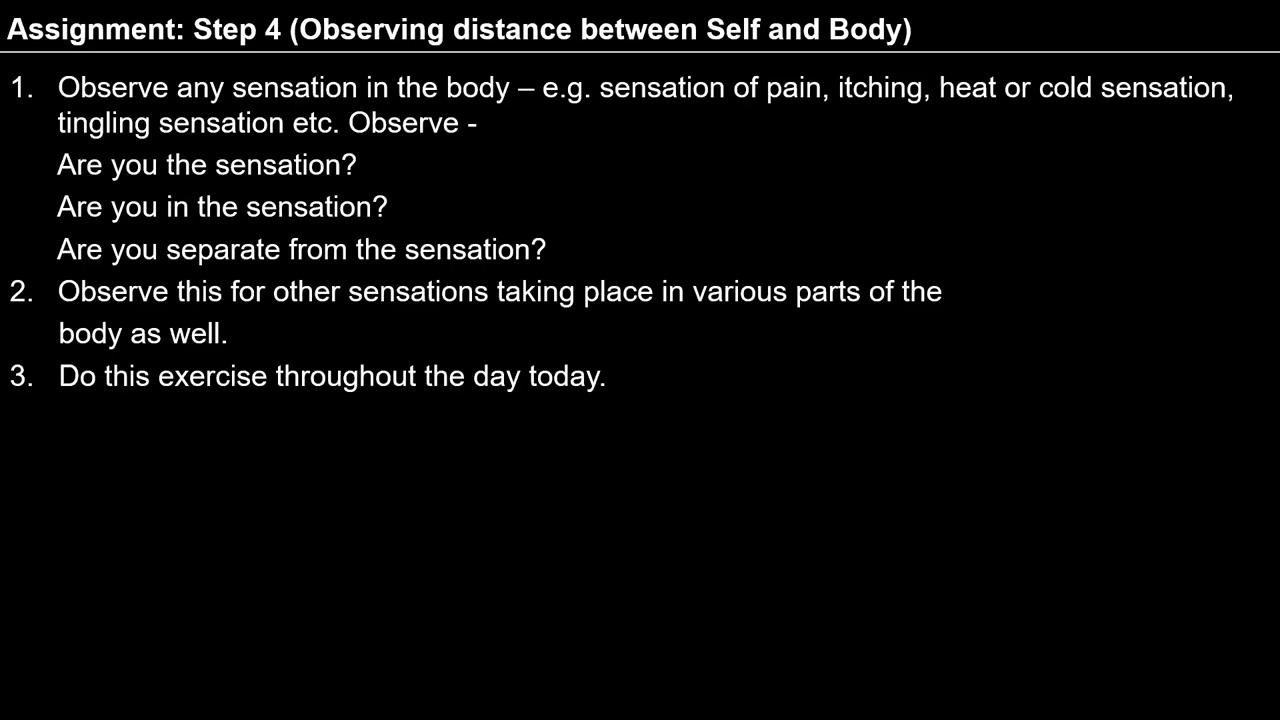 Assignment: Step 4 (Observing distance between Self and Body)
1. Observe any sensation in the body – e.g. sensation of pain, itching, heat or cold sensation,
tingling sensation etc. Observe -
Are you the sensation?
Are you in the sensation?
Are you separate from the sensation?
2. Observe this for other sensations taking place in various parts of the
body as well.
3. Do this exercise throughout the day today.